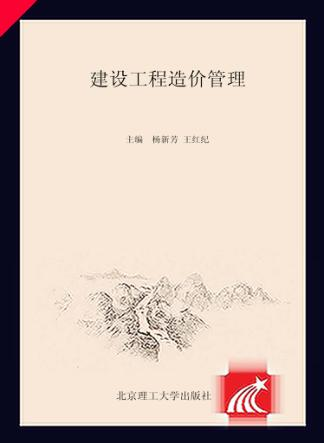 建设工程造价管理
主编 杨新芳 王红纪
北京理工大学出版社